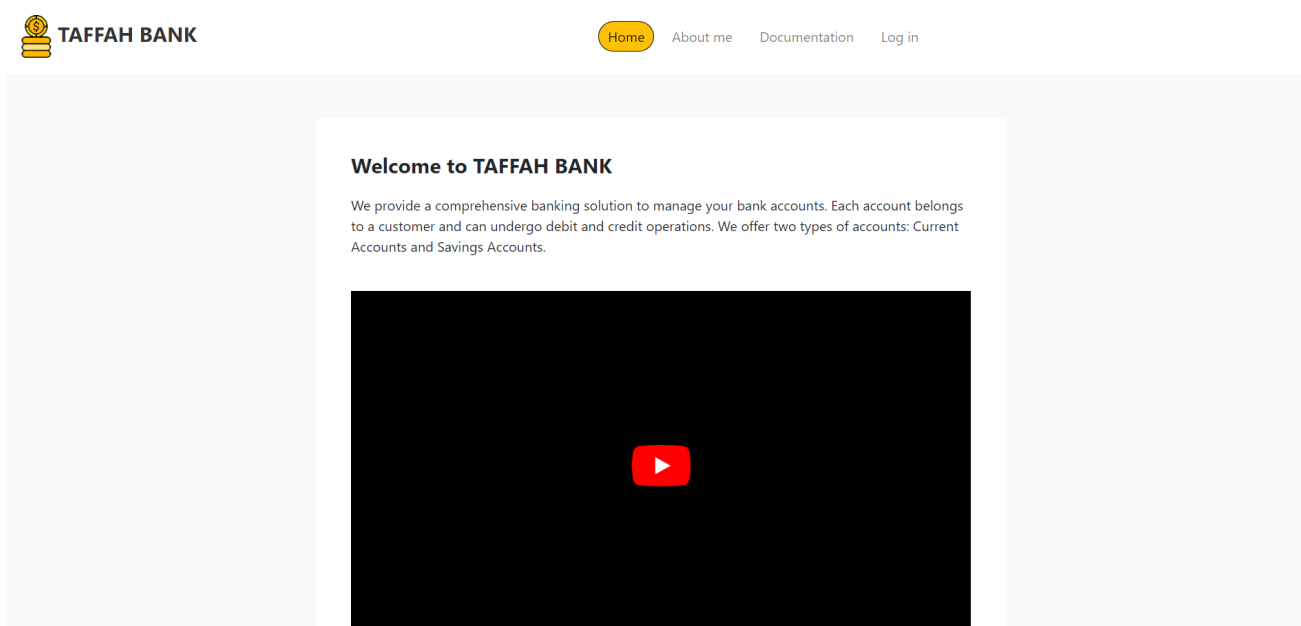 TAFFAH BANK
Home About me Documentation Log in
Welcome to TAFFAH BANK
We provide a comprehensive banking solution to manage your bank accounts. Each account belongs
to a customer and can undergo debit and credit operations. We offer two types of accounts: Current
Accounts and Savings Accounts.